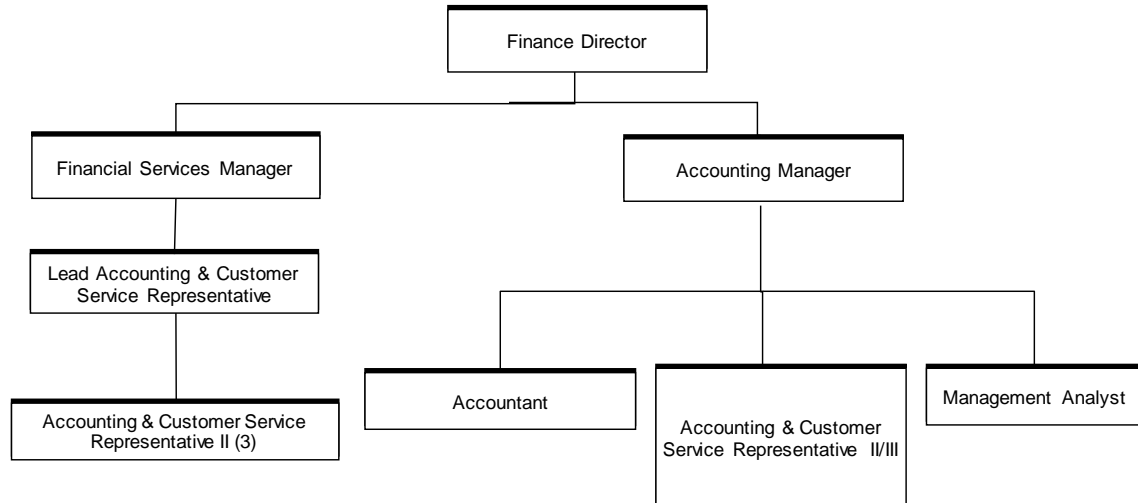 Finance Director
Financial Services Manager
Accounting Manager
Lead Accounting & Customer
Service Representative
Accounting & Customer Service
Representative II (3)
Accountant
Accounting & Customer
Service Representative II/III
Management Analyst